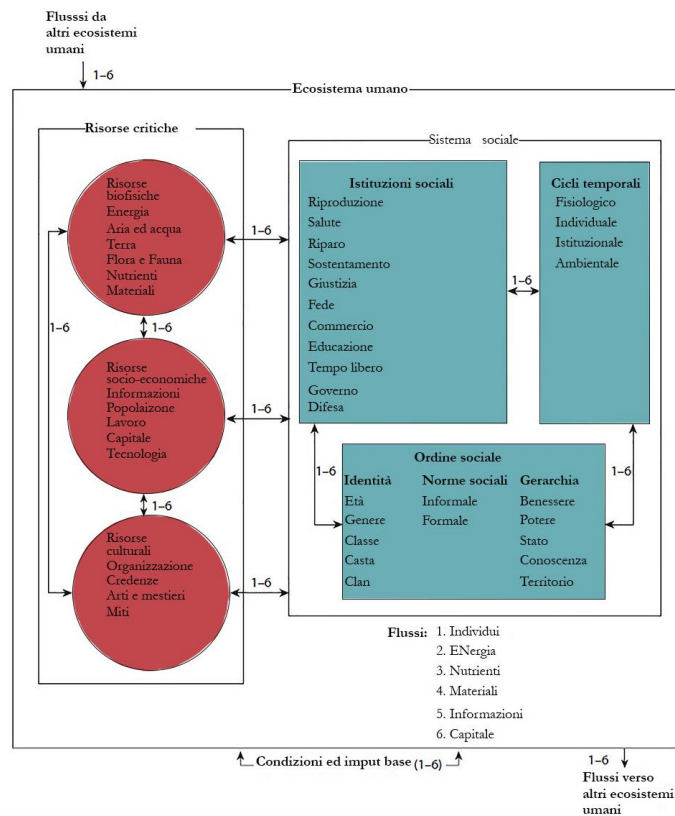 Flusssi da
altri ecosistemi
umani
1–6
Ecosistema umano
Risorse critiche
Risorse
biofisiche
Energia
Aria ed acqua
Terra
Flora e Fauna
Nutrienti
Materiali
1–6
1–6
1–6
Risorse
socio-economiche
Informazioni
Popolaizone
Lavoro
Capitale
Tecnologia
1–6
1–6
Risorse
culturali
Organizzazione
Credenze
Arti e mestieri
Miti
1–6
Sistema sociale
Istituzioni sociali
Riproduzione
Salute
Riparo
Sostentamento
Giustizia
Fede
Commercio
Educazione
Tempo libero
Governo
Difesa
1–6
Cicli temporali
Fisiologico
Individuale
Istituzionale
Ambientale
1–6
1–6
Ordine sociale
Identità
Età
Genere
Classe
Casta
Clan
Norme sociali
Informale
Formale
Gerarchia
Benessere
Potere
Stato
Conoscenza
Territorio
Flussi: 1. Individui
2. ENergia
3. Nutrienti
4. Materiali
5. Informazioni
6. Capitale
Condizioni ed imput base (1–6)
1–6
Flussi verso
altri ecosistemi
umani